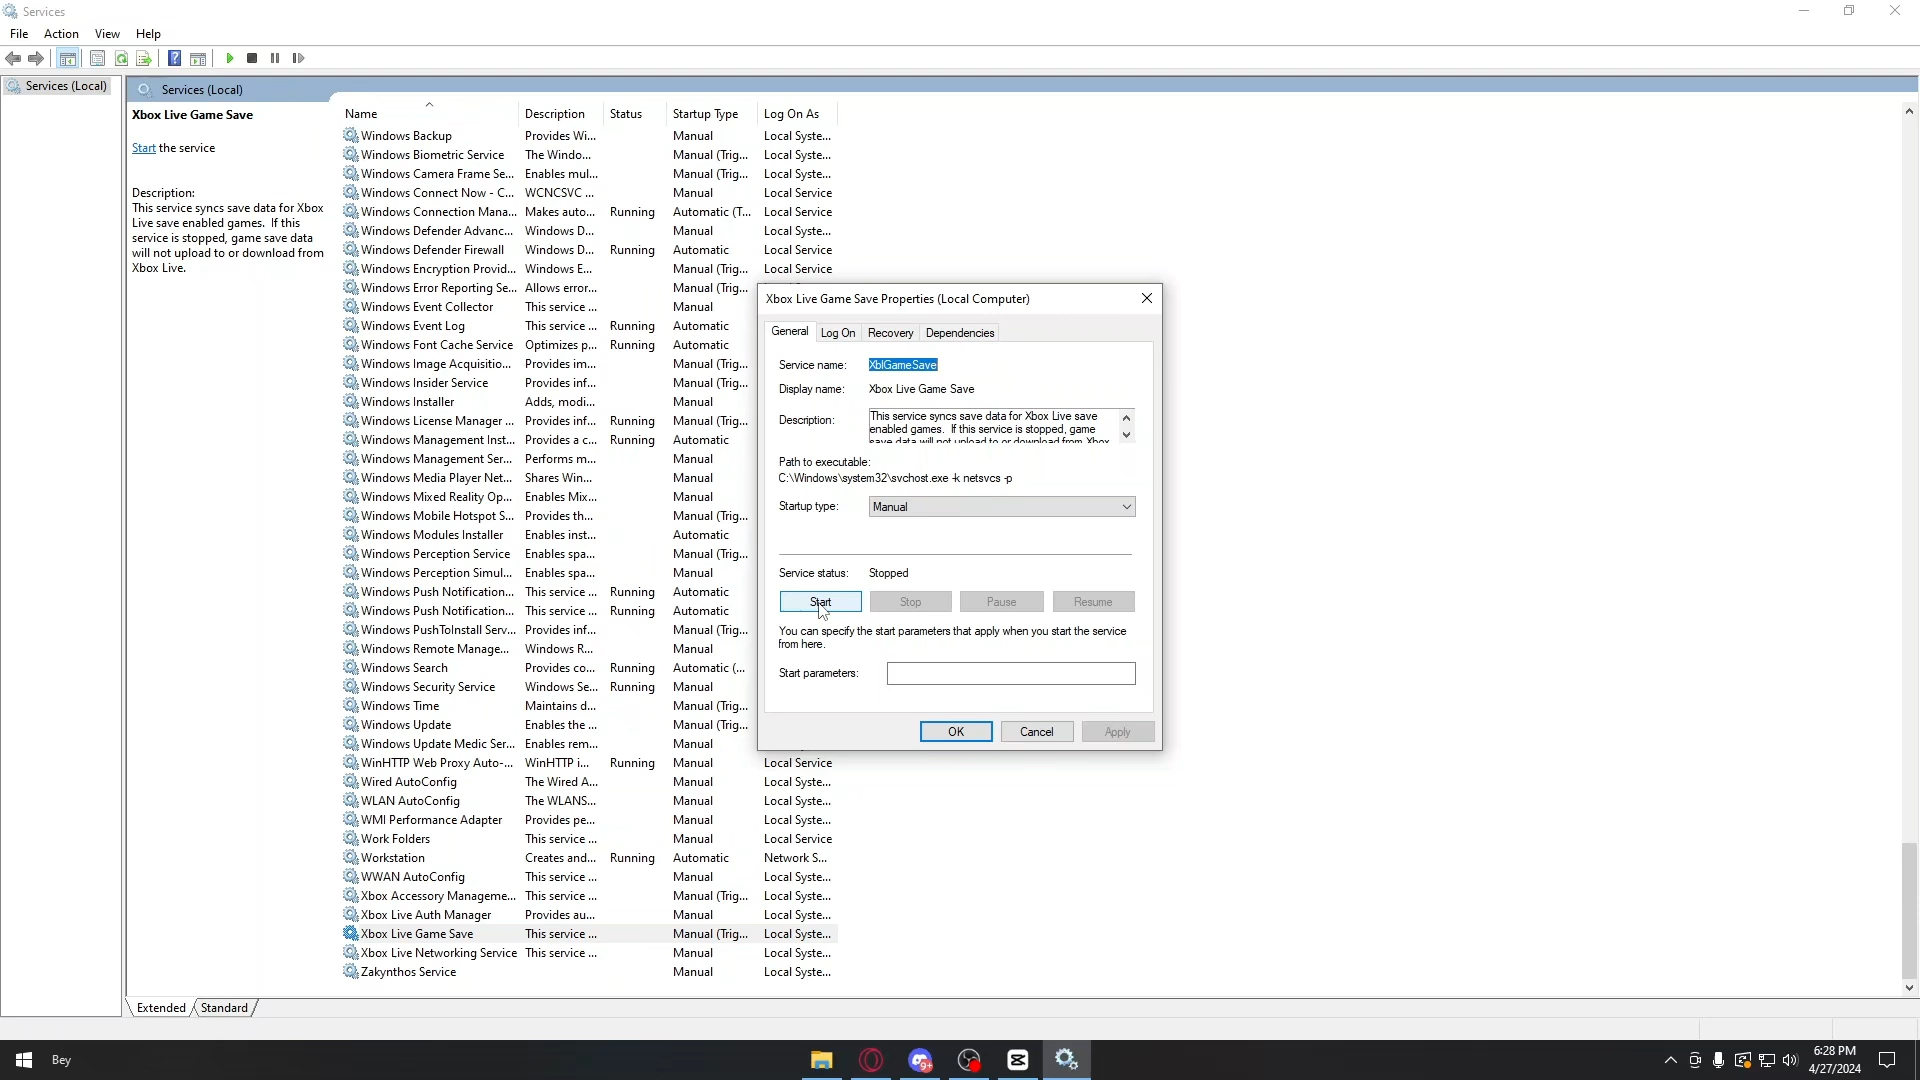 Services
File Action View Help
Services (Local)
Services (Local)
Xbox Live Game Save
Start the service
Description:
This service syncs save data for Xbox
Live save enabled games. If this
service is stopped, game save data
will not upload to or download from
Xbox Live.
Name Description Status Startup Type Log On As
Windows Backup Provides Wi... Manual Local Syste...
Windows Biometric Service The Windo... Manual (Trig... Local Syste...
Windows Camera Frame Se... Enables mul... Manual (Trig... Local Syste...
Windows Connect Now - C... WCNCSVC ... Manual Local Service
Windows Connection Mana... Makes auto... Running Automatic (T... Local Service
Windows Defender Advanc... Windows D... Manual Local Syste...
Windows Defender Firewall Windows D... Running Automatic Local Service
Windows Encryption Provid... Windows E... Manual (Trig... Local Service
Windows Error Reporting Se... Allows error... Manual (Trig...
Windows Event Collector This service ... Manual
Windows Event Log This service ... Running Automatic
Windows Font Cache Service Optimizes p... Running Automatic
Windows Image Acquisitio... Provides im... Manual (Trig...
Windows Insider Service Provides inf... Manual (Trig...
Windows Installer Adds, modi... Manual
Windows License Manager ... Provides inf... Running Manual (Trig...
Windows Management Inst... Provides a c... Running Automatic
Windows Management Ser... Performs m... Manual
Windows Media Player Net... Shares Win... Manual
Windows Mixed Reality Op... Enables Mix... Manual
Windows Mobile Hotspot S... Provides th... Manual (Trig...
Windows Modules Installer Enables inst... Automatic
Windows Perception Service Enables spa... Manual (Trig...
Windows Perception Simul... Enables spa... Manual
Windows Push Notification... This service ... Running Automatic
Windows Push Notification... This service ... Running Automatic
Windows PushToInstall Serv... Provides inf... Manual (Trig...
Windows Remote Manage... Windows R... Manual
Windows Search Provides co... Running Automatic (...
Windows Security Service Windows Se... Running Manual
Windows Time Maintains d... Manual (Trig...
Windows Update Enables the ... Manual (Trig...
Windows Update Medic Ser... Enables rem... Manual
WinHTTP Web Proxy Auto-... WinHTTP i... Running Manual Local Service
Wired AutoConfig The Wired A... Manual Local Syste...
WLAN AutoConfig The WLANS... Manual Local Syste...
WMI Performance Adapter Provides pe... Manual Local Syste...
Work Folders This service ... Manual Local Service
Workstation Creates and... Running Automatic Network S...
WWAN AutoConfig This service ... Manual Local Syste...
Xbox Accessory Manageme... This service ... Manual (Trig... Local Syste...
Xbox Live Auth Manager Provides au... Manual Local Syste...
Xbox Live Game Save This service ... Manual (Trig... Local Syste...
Xbox Live Networking Service This service ... Manual Local Syste...
Zakynthos Service Manual Local Syste...
Xbox Live Game Save Properties (Local Computer)
General Log On Recovery Dependencies
Service name: XblGameSave
Display name: Xbox Live Game Save
Description: This service syncs save data for Xbox Live save
enabled games. If this service is stopped, game
save data will not upload to or download from Xbox
Path to executable:
C:\Windows\system32\svchost.exe -k netsvcs -p
Startup type: Manual
Service status: Stopped
Start Stop Pause Resume
You can specify the start parameters that apply when you start the service
from here.
Start parameters:
OK Cancel Apply
Extended Standard
Bey
9+
6:28 PM
4/27/2024